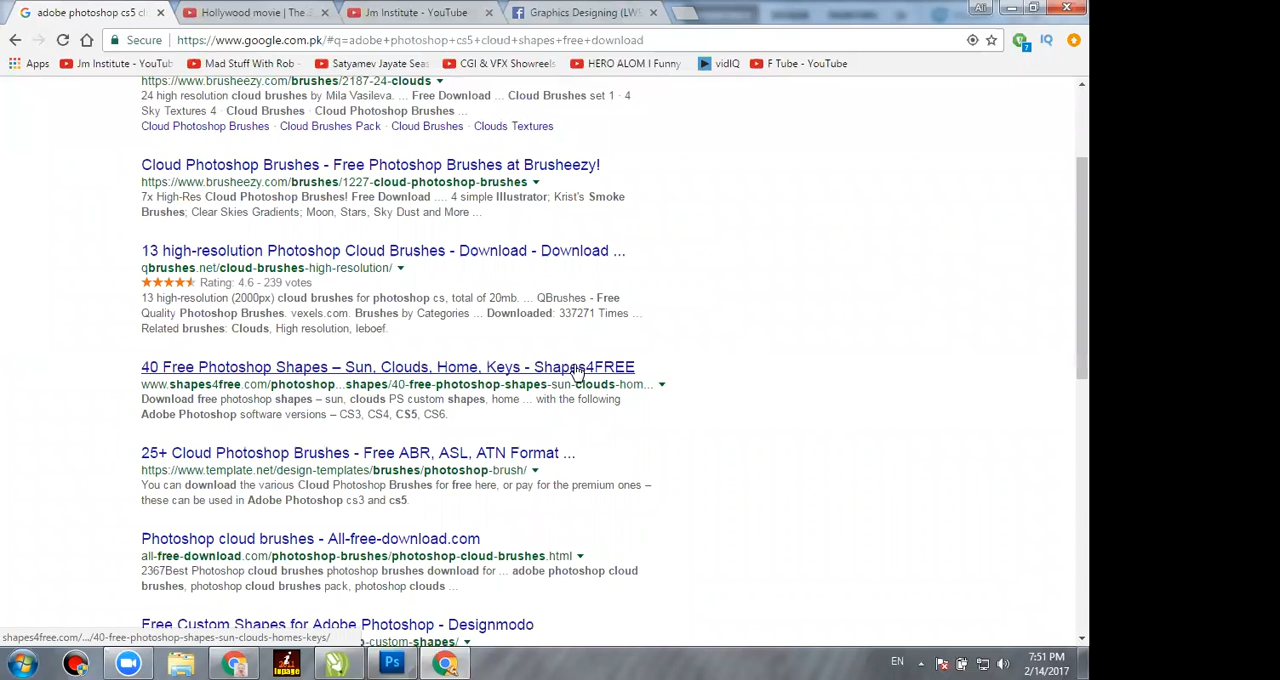 adobe photoshop cs5 cl
Hollywood movie | The
Jm Institute - YouTube
Graphics Designing (LW
Ali
Secure
https://www.google.com.pk/#q=adobe+photoshop+cs5+cloud+shapes+free+download
Apps
Jm Institute - YouTub
Mad Stuff With Rob -
Satyamev Jayate Seas
CGI & VFX Showreels
HERO ALOM I Funny
vidIQ
F Tube - YouTube
https://www.brusheezy.com/brushes/2187-24-clouds
24 high resolution cloud brushes by Mila Vasileva. ... Free Download ... Cloud Brushes set 1 · 4
Sky Textures 4 · Cloud Brushes · Cloud Photoshop Brushes ...
Cloud Photoshop Brushes · Cloud Brushes Pack · Cloud Brushes · Clouds Textures
Cloud Photoshop Brushes - Free Photoshop Brushes at Brusheezy!
https://www.brusheezy.com/brushes/1227-cloud-photoshop-brushes
7x High-Res Cloud Photoshop Brushes! Free Download .... 4 simple Illustrator; Krist's Smoke
Brushes; Clear Skies Gradients; Moon, Stars, Sky Dust and More ...
13 high-resolution Photoshop Cloud Brushes - Download - Download ...
qbrushes.net/cloud-brushes-high-resolution/
Rating: 4.6 - 239 votes
13 high-resolution (2000px) cloud brushes for photoshop cs, total of 20mb. ... QBrushes - Free
Quality Photoshop Brushes. vexels.com. Brushes by Categories ... Downloaded: 337271 Times ...
Related brushes: Clouds, High resolution, leboef.
40 Free Photoshop Shapes – Sun, Clouds, Home, Keys - Shapes4FREE
www.shapes4free.com/photoshop...shapes/40-free-photoshop-shapes-sun-clouds-hom...
Download free photoshop shapes – sun, clouds PS custom shapes, home ... with the following
Adobe Photoshop software versions – CS3, CS4, CS5, CS6.
25+ Cloud Photoshop Brushes - Free ABR, ASL, ATN Format ...
https://www.template.net/design-templates/brushes/photoshop-brush/
You can download the various Cloud Photoshop Brushes for free here, or pay for the premium ones –
these can be used in Adobe Photoshop cs3 and cs5.
Photoshop cloud brushes - All-free-download.com
all-free-download.com/photoshop-brushes/photoshop-cloud-brushes.html
2367Best Photoshop cloud brushes photoshop brushes download for ... adobe photoshop cloud
brushes, photoshop cloud brushes pack, photoshop clouds ...
Free Custom Shapes for Adobe Photoshop - Designmodo
shapes4free.com/.../40-free-photoshop-shapes-sun-clouds-homes-keys/
-custom-shapes/
inpage
Ps
EN
7:51 PM
2/14/2017